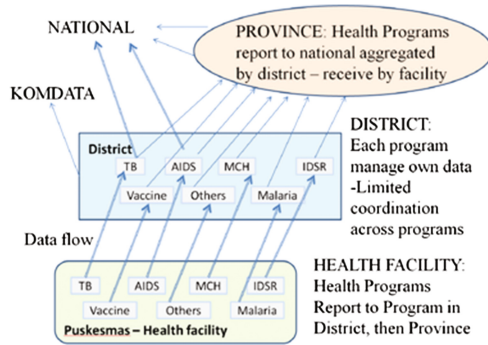 NATIONAL
PROVINCE: Health Programs
report to national aggregated
by district – receive by facility
KOMDATA
DISTRICT:
Each program
manage own data
-Limited
coordination
across programs
District
TB AIDS MCH IDSR
Vaccine Others Malaria
Data flow
HEALTH FACILITY:
Health Programs
Report to Program in
District, then Province
TB AIDS MCH IDSR
Vaccine Others Malaria
Puskesmas – Health facility